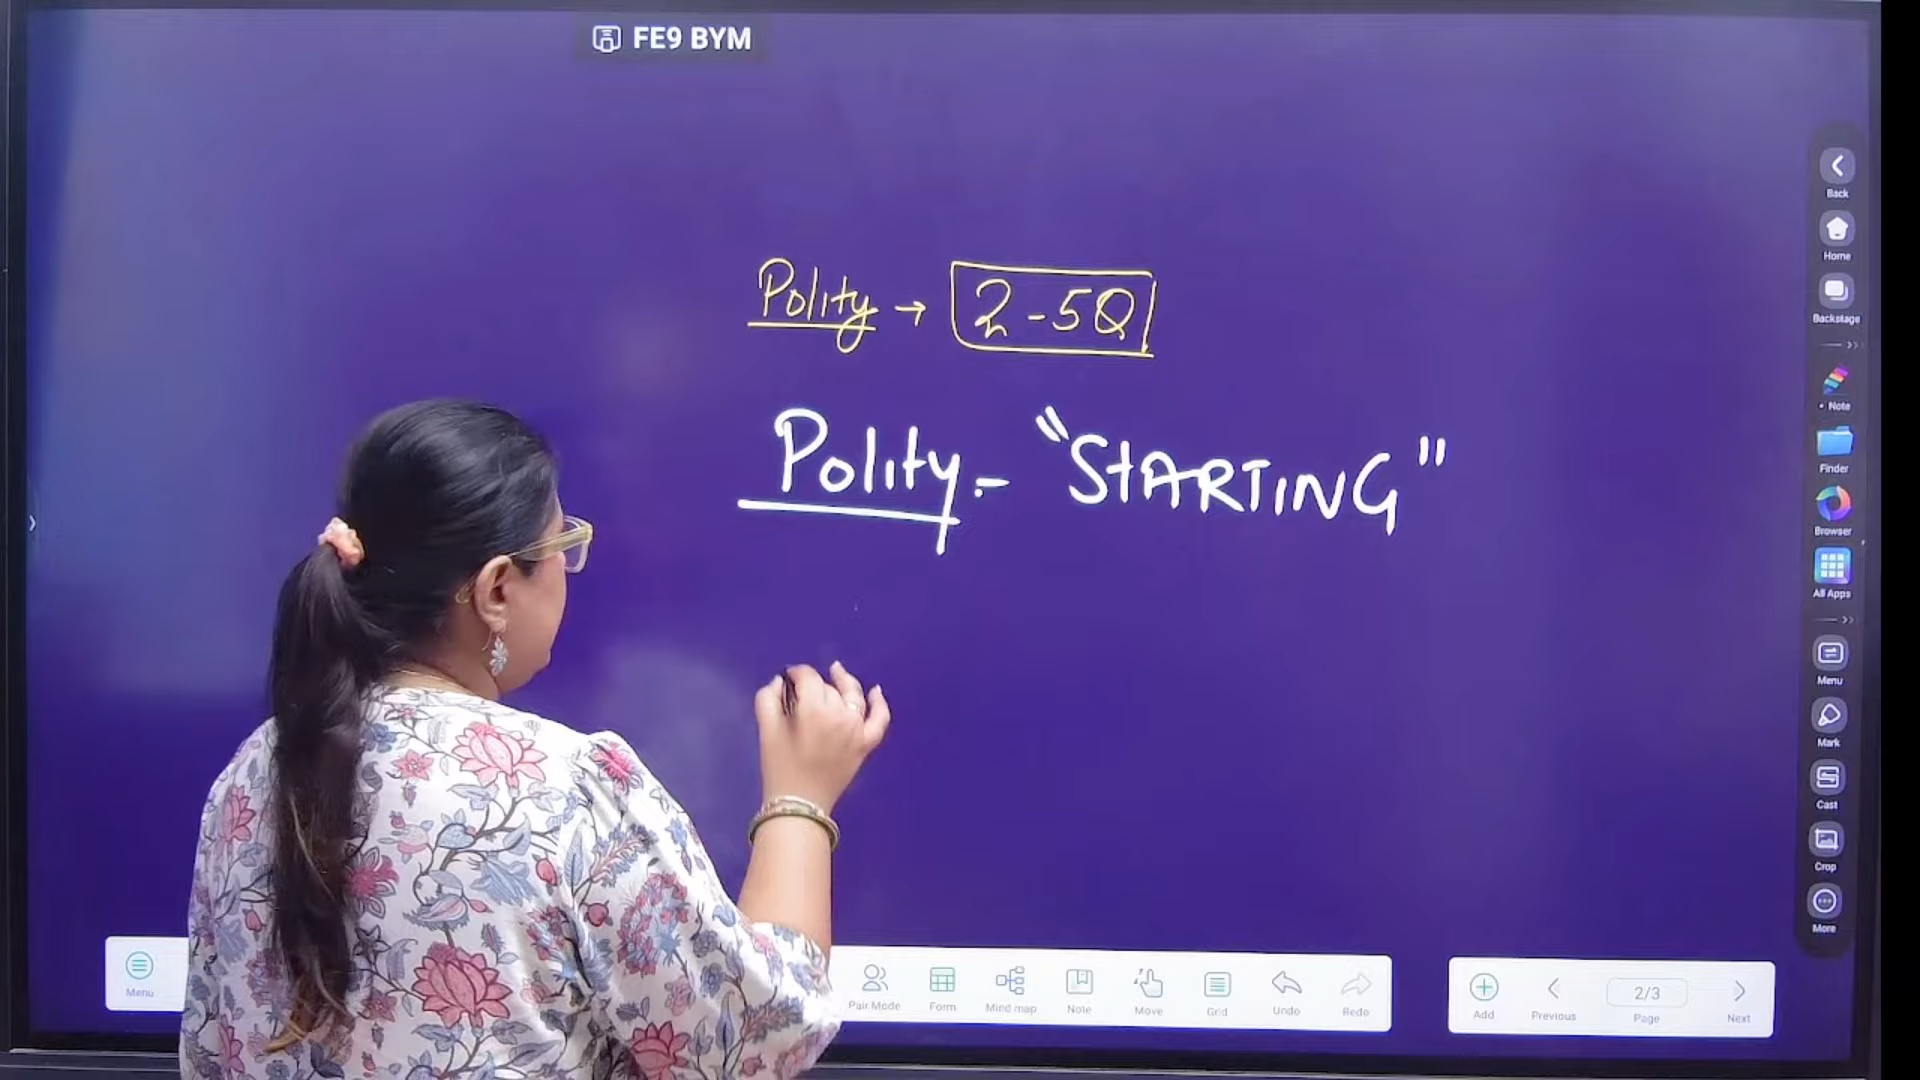 FE9 BYM
Polity → 2-5Q
Polity :- "STARTING"
Back
Home
Backstage
Note
Finder
Browser
All Apps
Menu
Mark
Cast
Crop
More
Menu
Pair Mode
Form
Mind map
Note
Move
Grid
Undo
Redo
Add
Previous
2/3
Page
Next